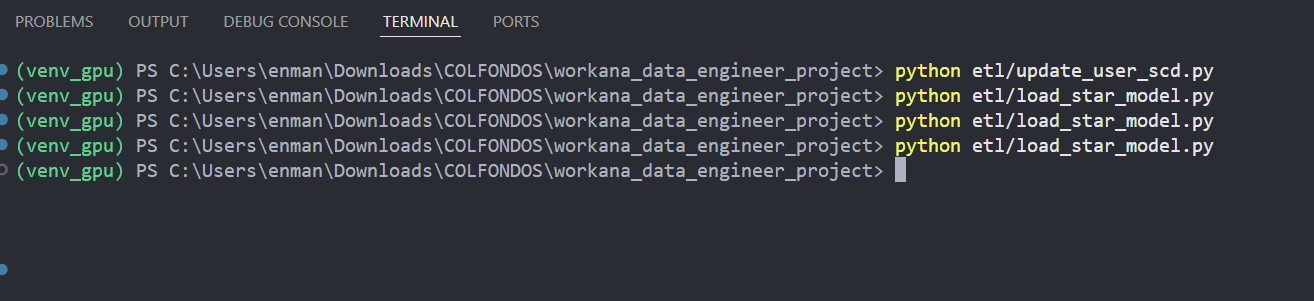 PROBLEMS OUTPUT DEBUG CONSOLE TERMINAL PORTS
(venv_gpu) PS C:\Users\enman\Downloads\COLFONDOS\workana_data_engineer_project> python etl/update_user_scd.py
(venv_gpu) PS C:\Users\enman\Downloads\COLFONDOS\workana_data_engineer_project> python etl/load_star_model.py
(venv_gpu) PS C:\Users\enman\Downloads\COLFONDOS\workana_data_engineer_project> python etl/load_star_model.py
(venv_gpu) PS C:\Users\enman\Downloads\COLFONDOS\workana_data_engineer_project> python etl/load_star_model.py
(venv_gpu) PS C:\Users\enman\Downloads\COLFONDOS\workana_data_engineer_project>